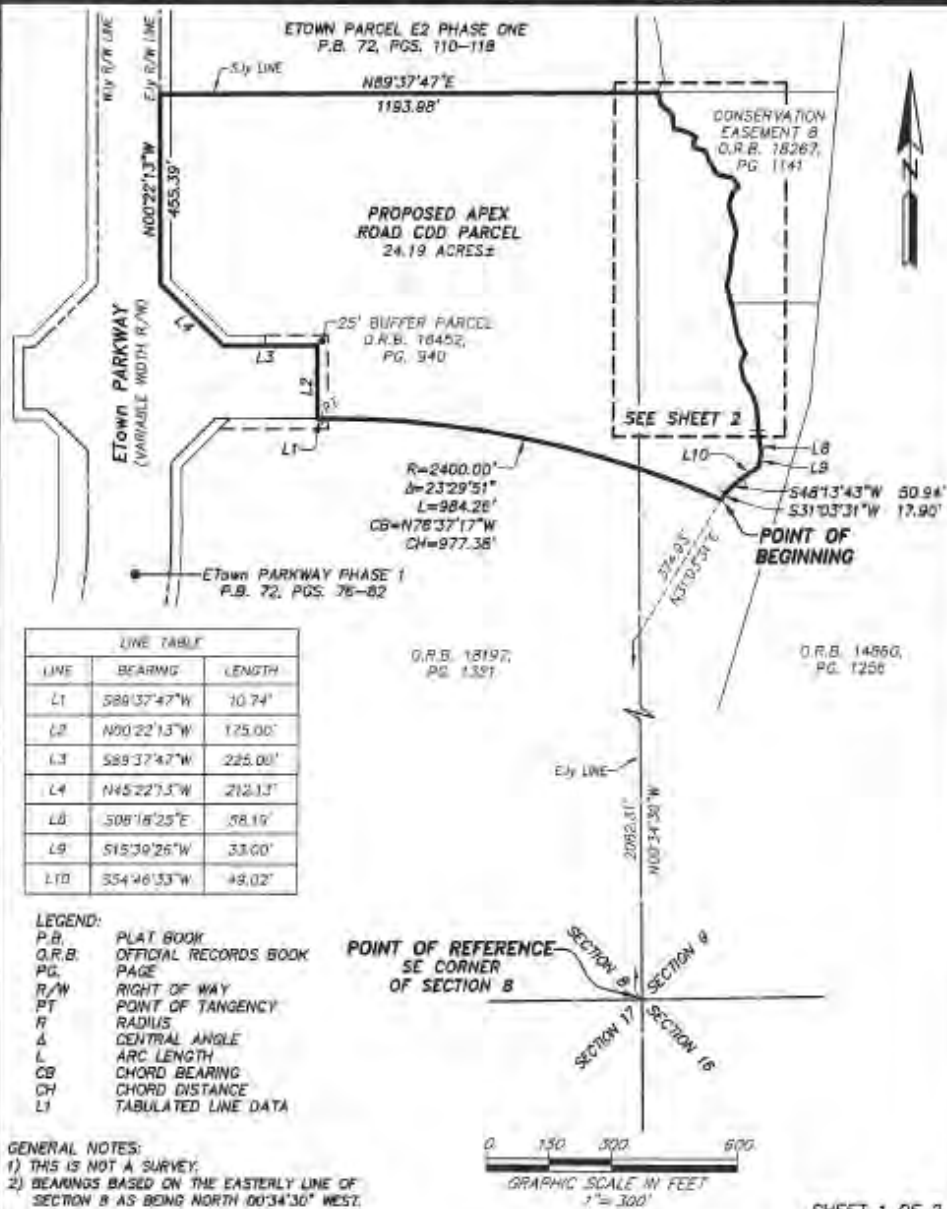 ETOWN PARCEL E2 PHASE ONE
P.B. 72, PGS. 110–118
Wly R/W LINE
Ely R/W LINE
Sly LINE
N89°37'47"E
1193.98'
CONSERVATION
EASEMENT 8
O.R.B. 18267,
PG. 1141
N
N00°22'13"W
455.39'
PROPOSED APEX
ROAD CDD PARCEL
24.19 ACRES±
ETown PARKWAY
(VARIABLE WIDTH R/W)
L4
L3
25' BUFFER PARCEL
O.R.B. 18452,
PG. 940
L2
PT
L1
SEE SHEET 2
L10
L8
L9
R=2400.00'
Δ=23°29'51"
L=984.26'
CB=N78°37'17"W
CH=977.38'
S48°13'43"W 50.94'
S31°03'31"W 17.90'
POINT OF
BEGINNING
ETown PARKWAY PHASE 1
P.B. 72, PGS. 76–82
LINE TABLE
LINE BEARING LENGTH
L1 S89°37'47"W 10.74'
L2 N00°22'13"W 175.00'
L3 S89°37'47"W 225.00'
L4 N45°22'13"W 212.13'
L8 S08°18'25"E 58.19'
L9 S15°39'26"W 33.00'
L10 S54°46'33"W 49.02'
O.R.B. 18197,
PG. 1321
O.R.B. 14860,
PG. 1256
Ely LINE
N00°34'30"W
LEGEND:
P.B. PLAT BOOK
O.R.B. OFFICIAL RECORDS BOOK
PG. PAGE
R/W RIGHT OF WAY
PT POINT OF TANGENCY
R RADIUS
Δ CENTRAL ANGLE
L ARC LENGTH
CB CHORD BEARING
CH CHORD DISTANCE
L1 TABULATED LINE DATA
POINT OF REFERENCE
SE CORNER
OF SECTION 8
SECTION 8
SECTION 9
SECTION 17
SECTION 16
GENERAL NOTES:
1) THIS IS NOT A SURVEY.
2) BEARINGS BASED ON THE EASTERLY LINE OF
SECTION 8 AS BEING NORTH 00°34'30" WEST.
0 150 300 600
GRAPHIC SCALE IN FEET
1"= 300'